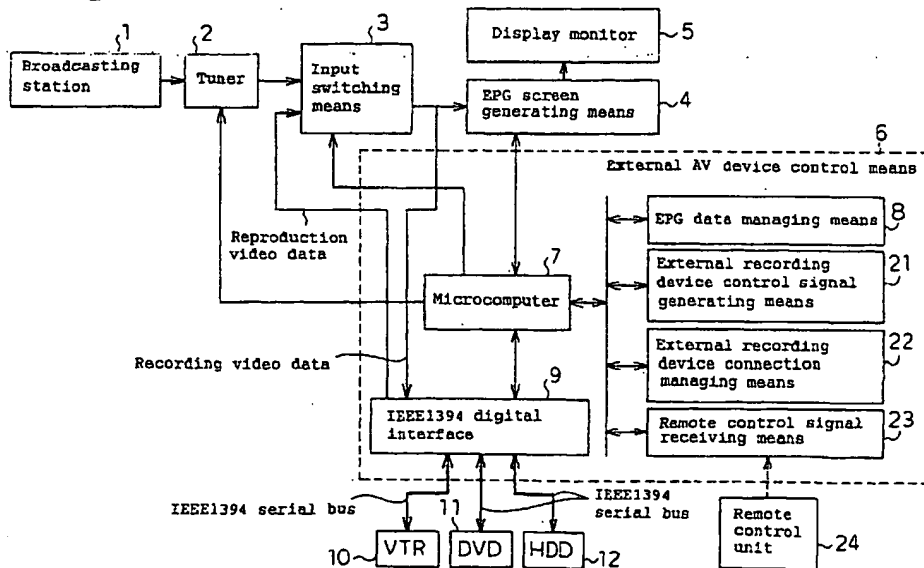 1
2
3
5
Display monitor
Broadcasting
station
Tuner
Input
switching
means
EPG screen
generating means
4
6
External AV device control means
Reproduction
video data
7
Microcomputer
EPG data managing means
8
External recording
device control signal
generating means
21
External recording
device connection
managing means
22
Remote control signal
receiving means
23
Recording video data
9
IEEE1394 digital
interface
IEEE1394 serial bus
IEEE1394
serial bus
10
VTR
11
DVD
HDD
12
Remote
control
unit
24